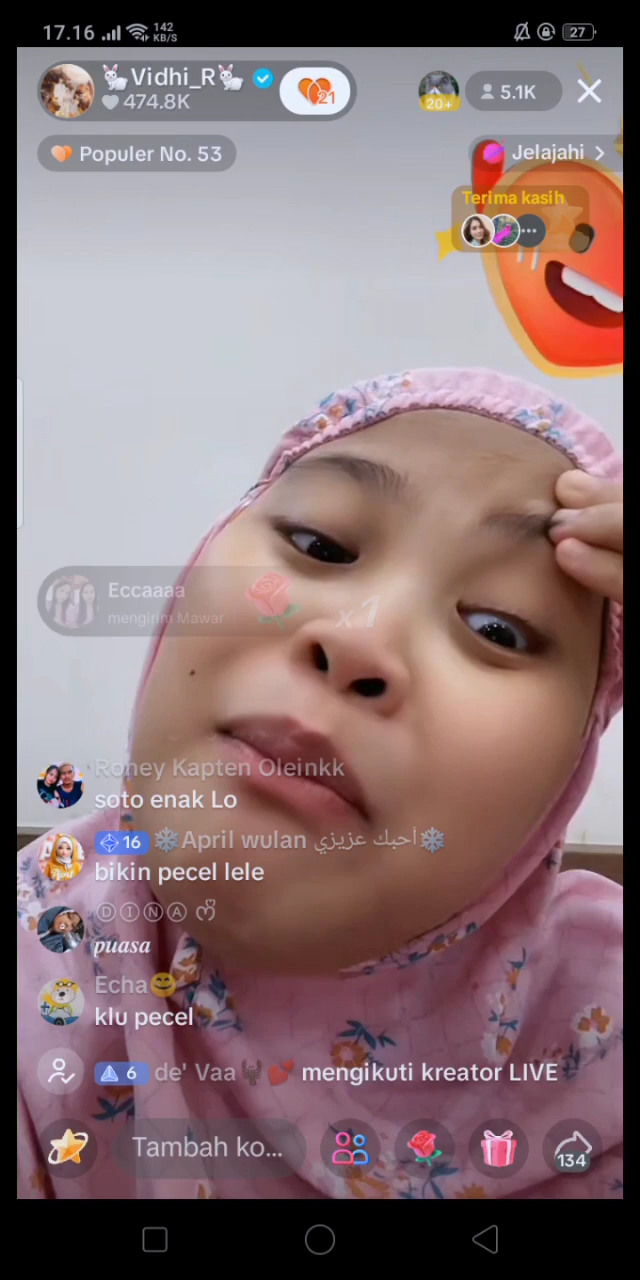 17.16
142
KB/S
27
🐇Vidhi_R🐇
474.8K
21
20+
5.1K
Populer No. 53
Jelajahi >
Terima kasih
Eccaaaa
mengirim Mawar
x1
Roney Kapten Oleinkk
soto enak Lo
16 ❄️April wulan أحبك عزيزي❄️
bikin pecel lele
ⒹⒾⓃⒶ
puasa
Echa😊
klu pecel
6 de' Vaa🦞💕 mengikuti kreator LIVE
Tambah ko...
134